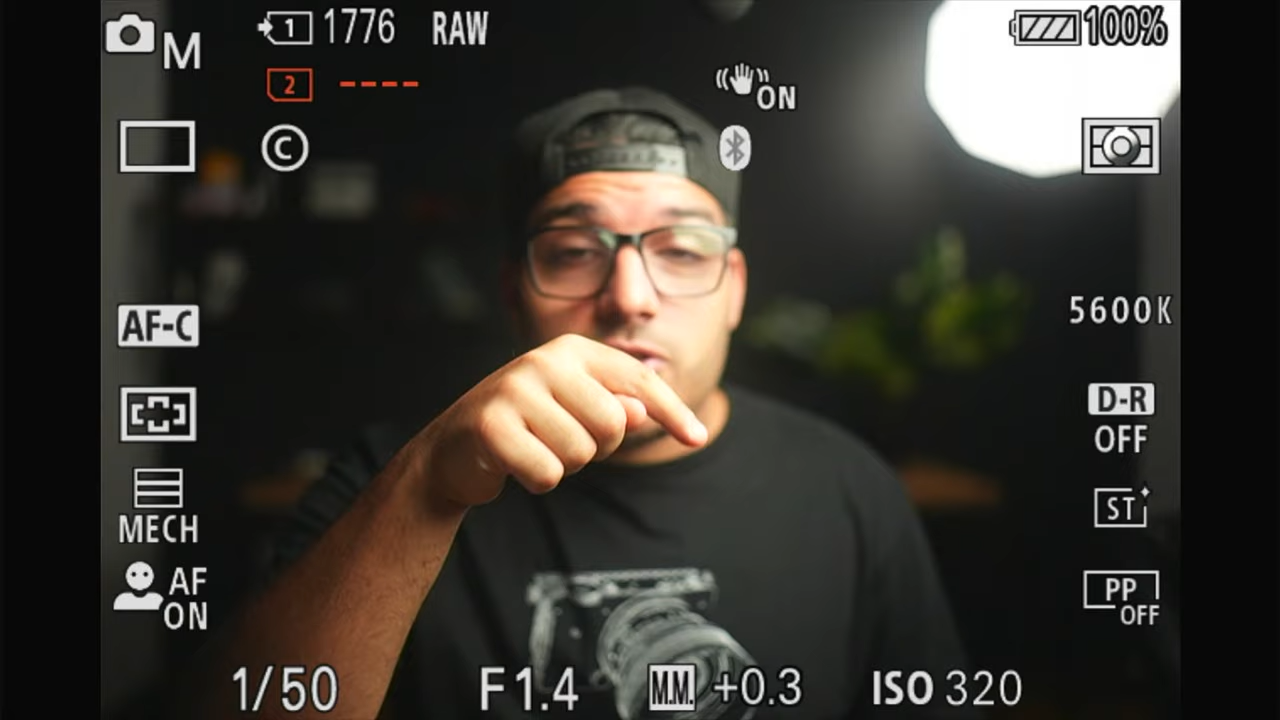 M
1 1776 RAW
2 ----
100%
ON
C
5600K
AF-C
D-R
OFF
ST
MECH
AF
ON
PP
OFF
1/50 F1.4 M.M. +0.3 ISO 320